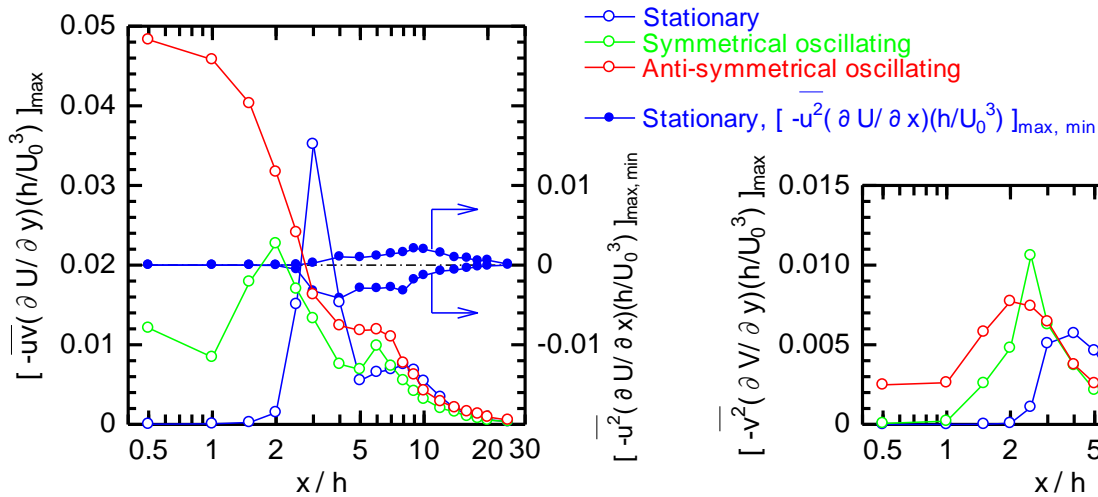 Stationary
Symmetrical oscillating
Anti-symmetrical oscillating
Stationary, [ -u²( ∂ U/ ∂ x)(h/U₀³) ]max, min
[ -uv( ∂ U/ ∂ y)(h/U₀³) ]max
0.05
0.04
0.03
0.02
0.01
0
0.5 1 2 5 10 20 30
x / h
0.01
0
-0.01
[ -u²( ∂ U/ ∂ x)(h/U₀³) ]max, min
[ -v²( ∂ V/ ∂ y)(h/U₀³) ]max
0.015
0.010
0.005
0
0.5 1 2 5
x / h